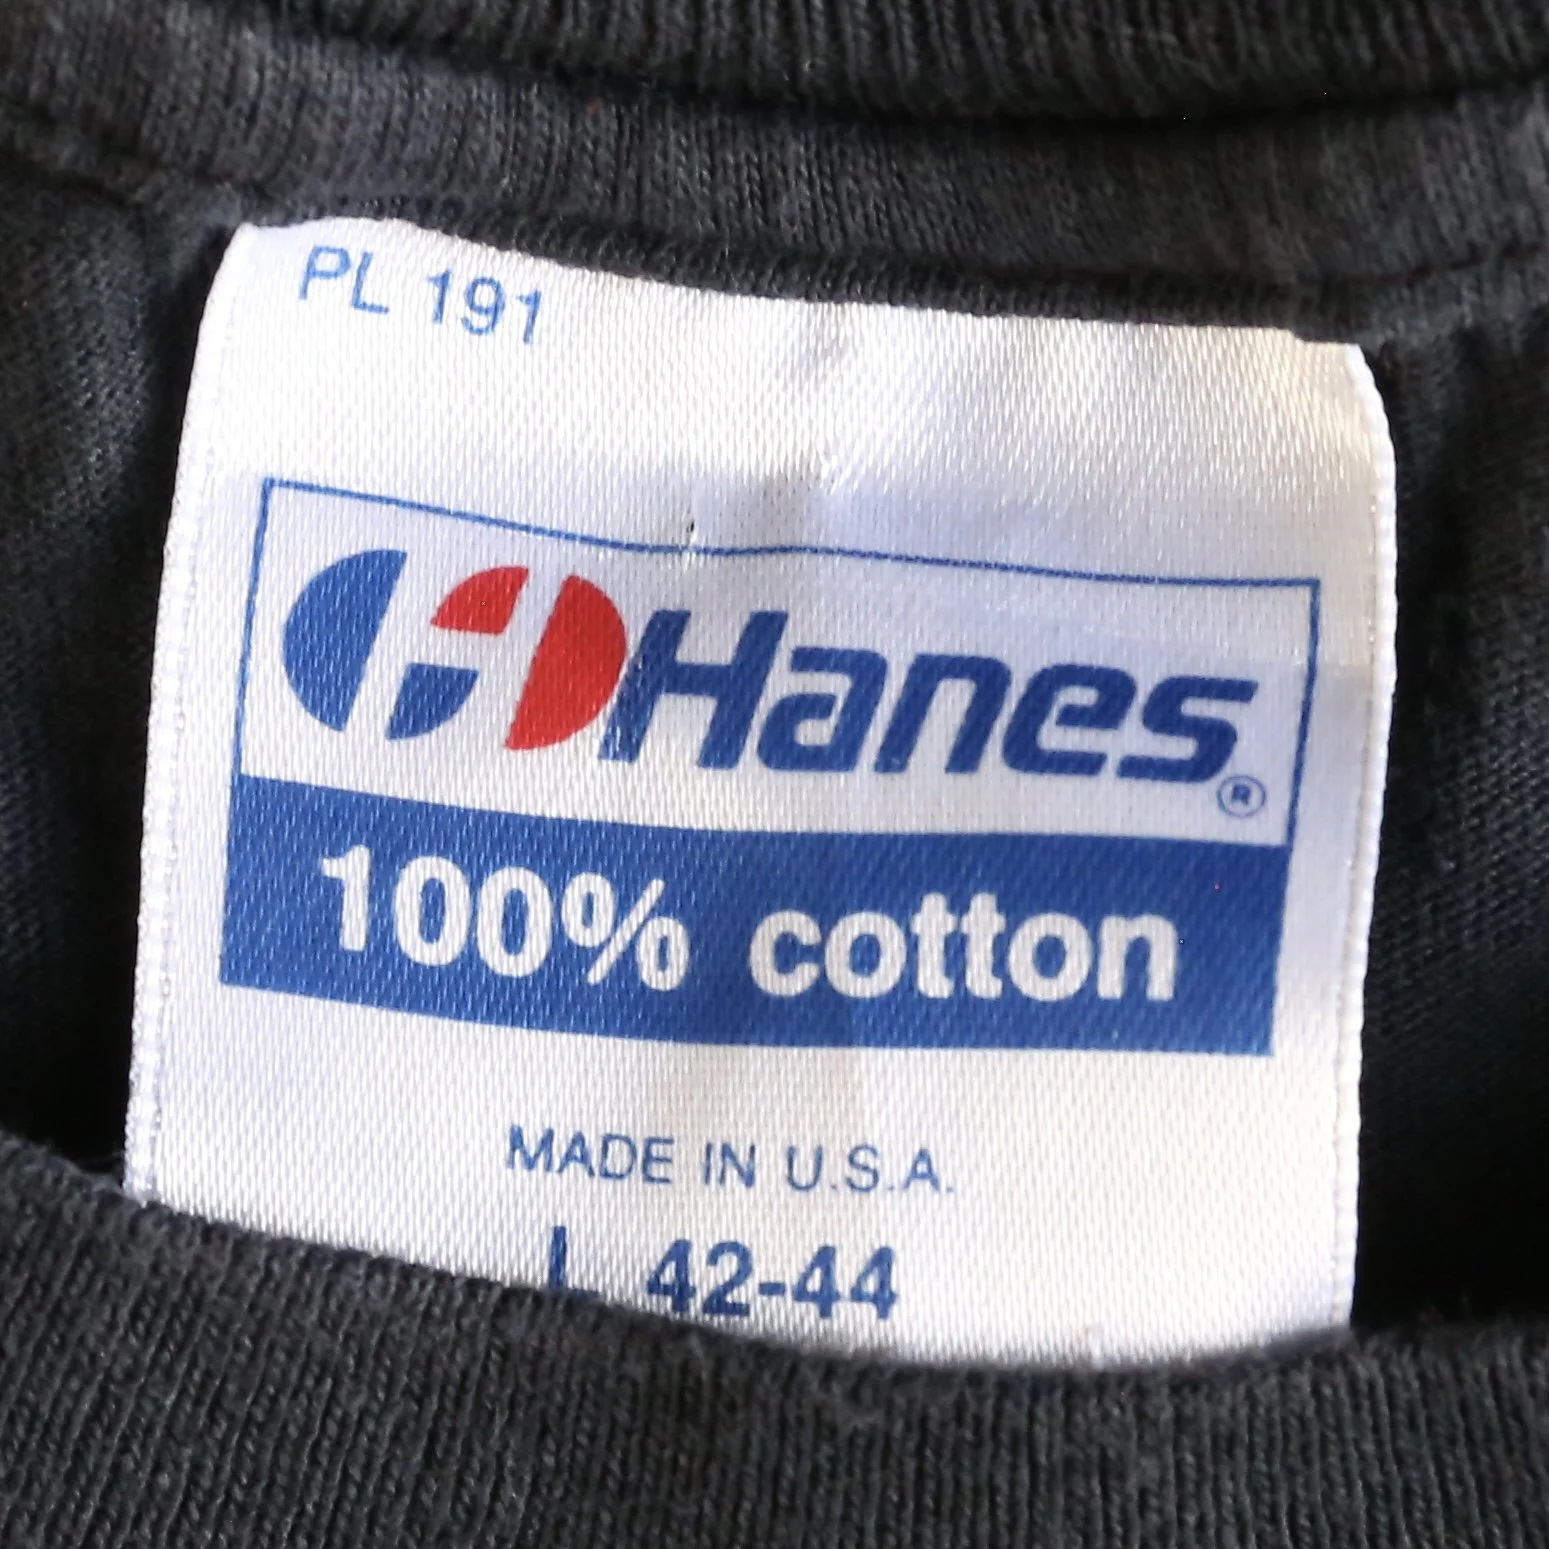 PL 191
Hanes®
100% cotton
MADE IN U.S.A.
L 42-44